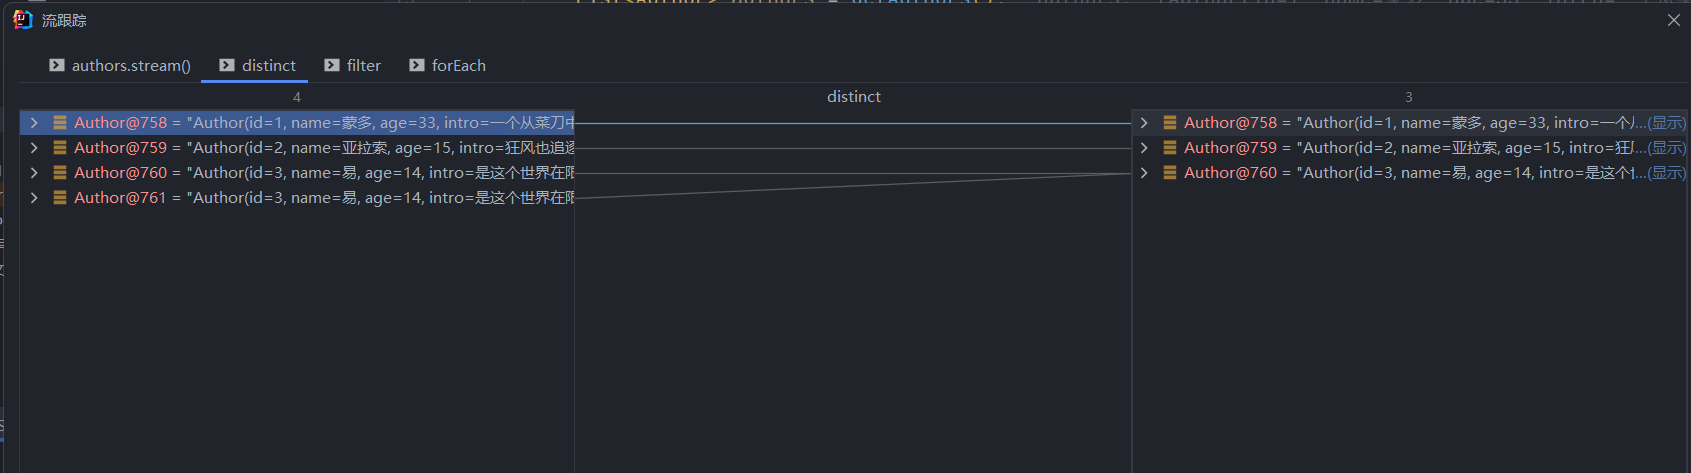 流跟踪
authors.stream() distinct filter forEach
4 distinct 3
Author@758 = "Author(id=1, name=蒙多, age=33, intro=一个从菜刀中
Author@759 = "Author(id=2, name=亚拉索, age=15, intro=狂风也追逐
Author@760 = "Author(id=3, name=易, age=14, intro=是这个世界在限
Author@761 = "Author(id=3, name=易, age=14, intro=是这个世界在限
Author@758 = "Author(id=1, name=蒙多, age=33, intro=一个...(显示)
Author@759 = "Author(id=2, name=亚拉索, age=15, intro=狂...(显示)
Author@760 = "Author(id=3, name=易, age=14, intro=是这个...(显示)